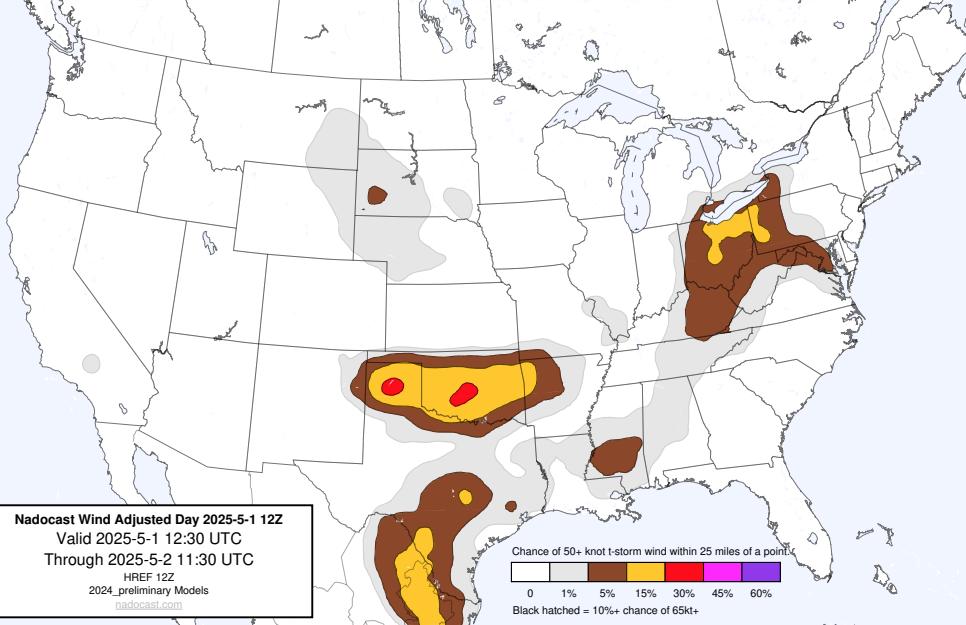 Nadocast Wind Adjusted Day 2025-5-1 12Z
Valid 2025-5-1 12:30 UTC
Through 2025-5-2 11:30 UTC
HREF 12Z
2024_preliminary Models
nadocast.com
Chance of 50+ knot t-storm wind within 25 miles of a point.
0 1% 5% 15% 30% 45% 60%
Black hatched = 10%+ chance of 65kt+